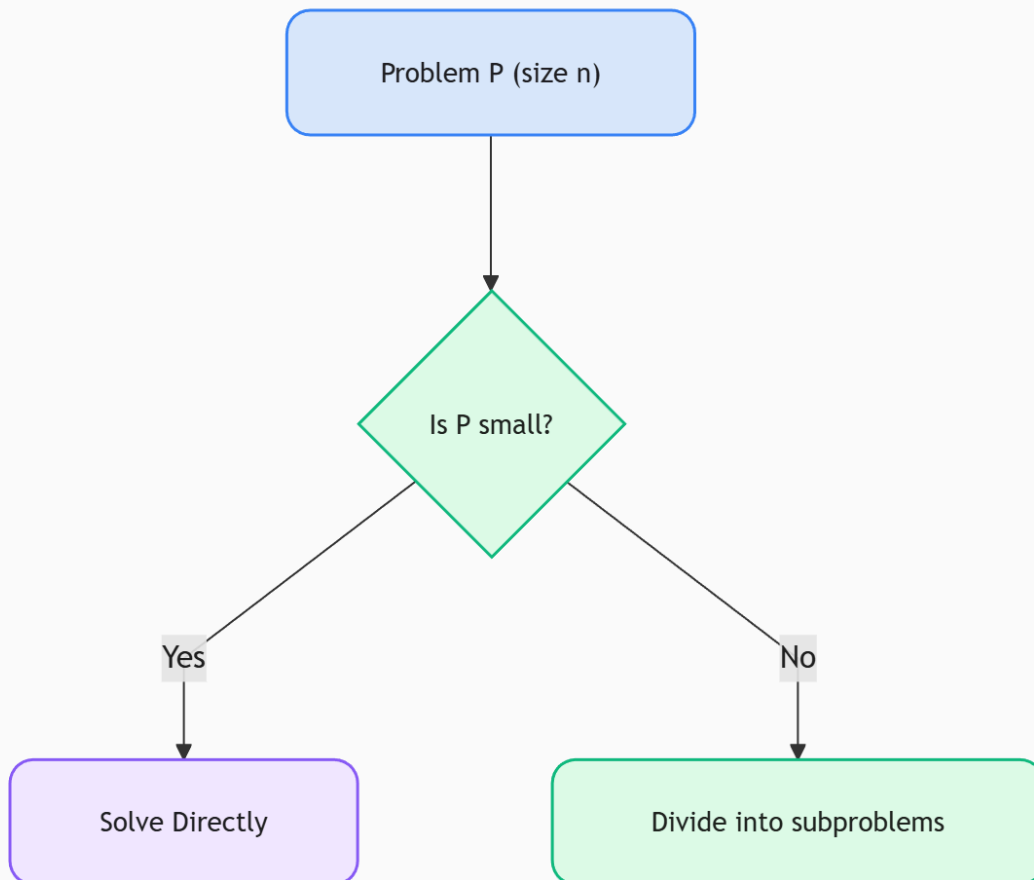 Problem P (size n)
Is P small?
Yes
No
Solve Directly
Divide into subproblems